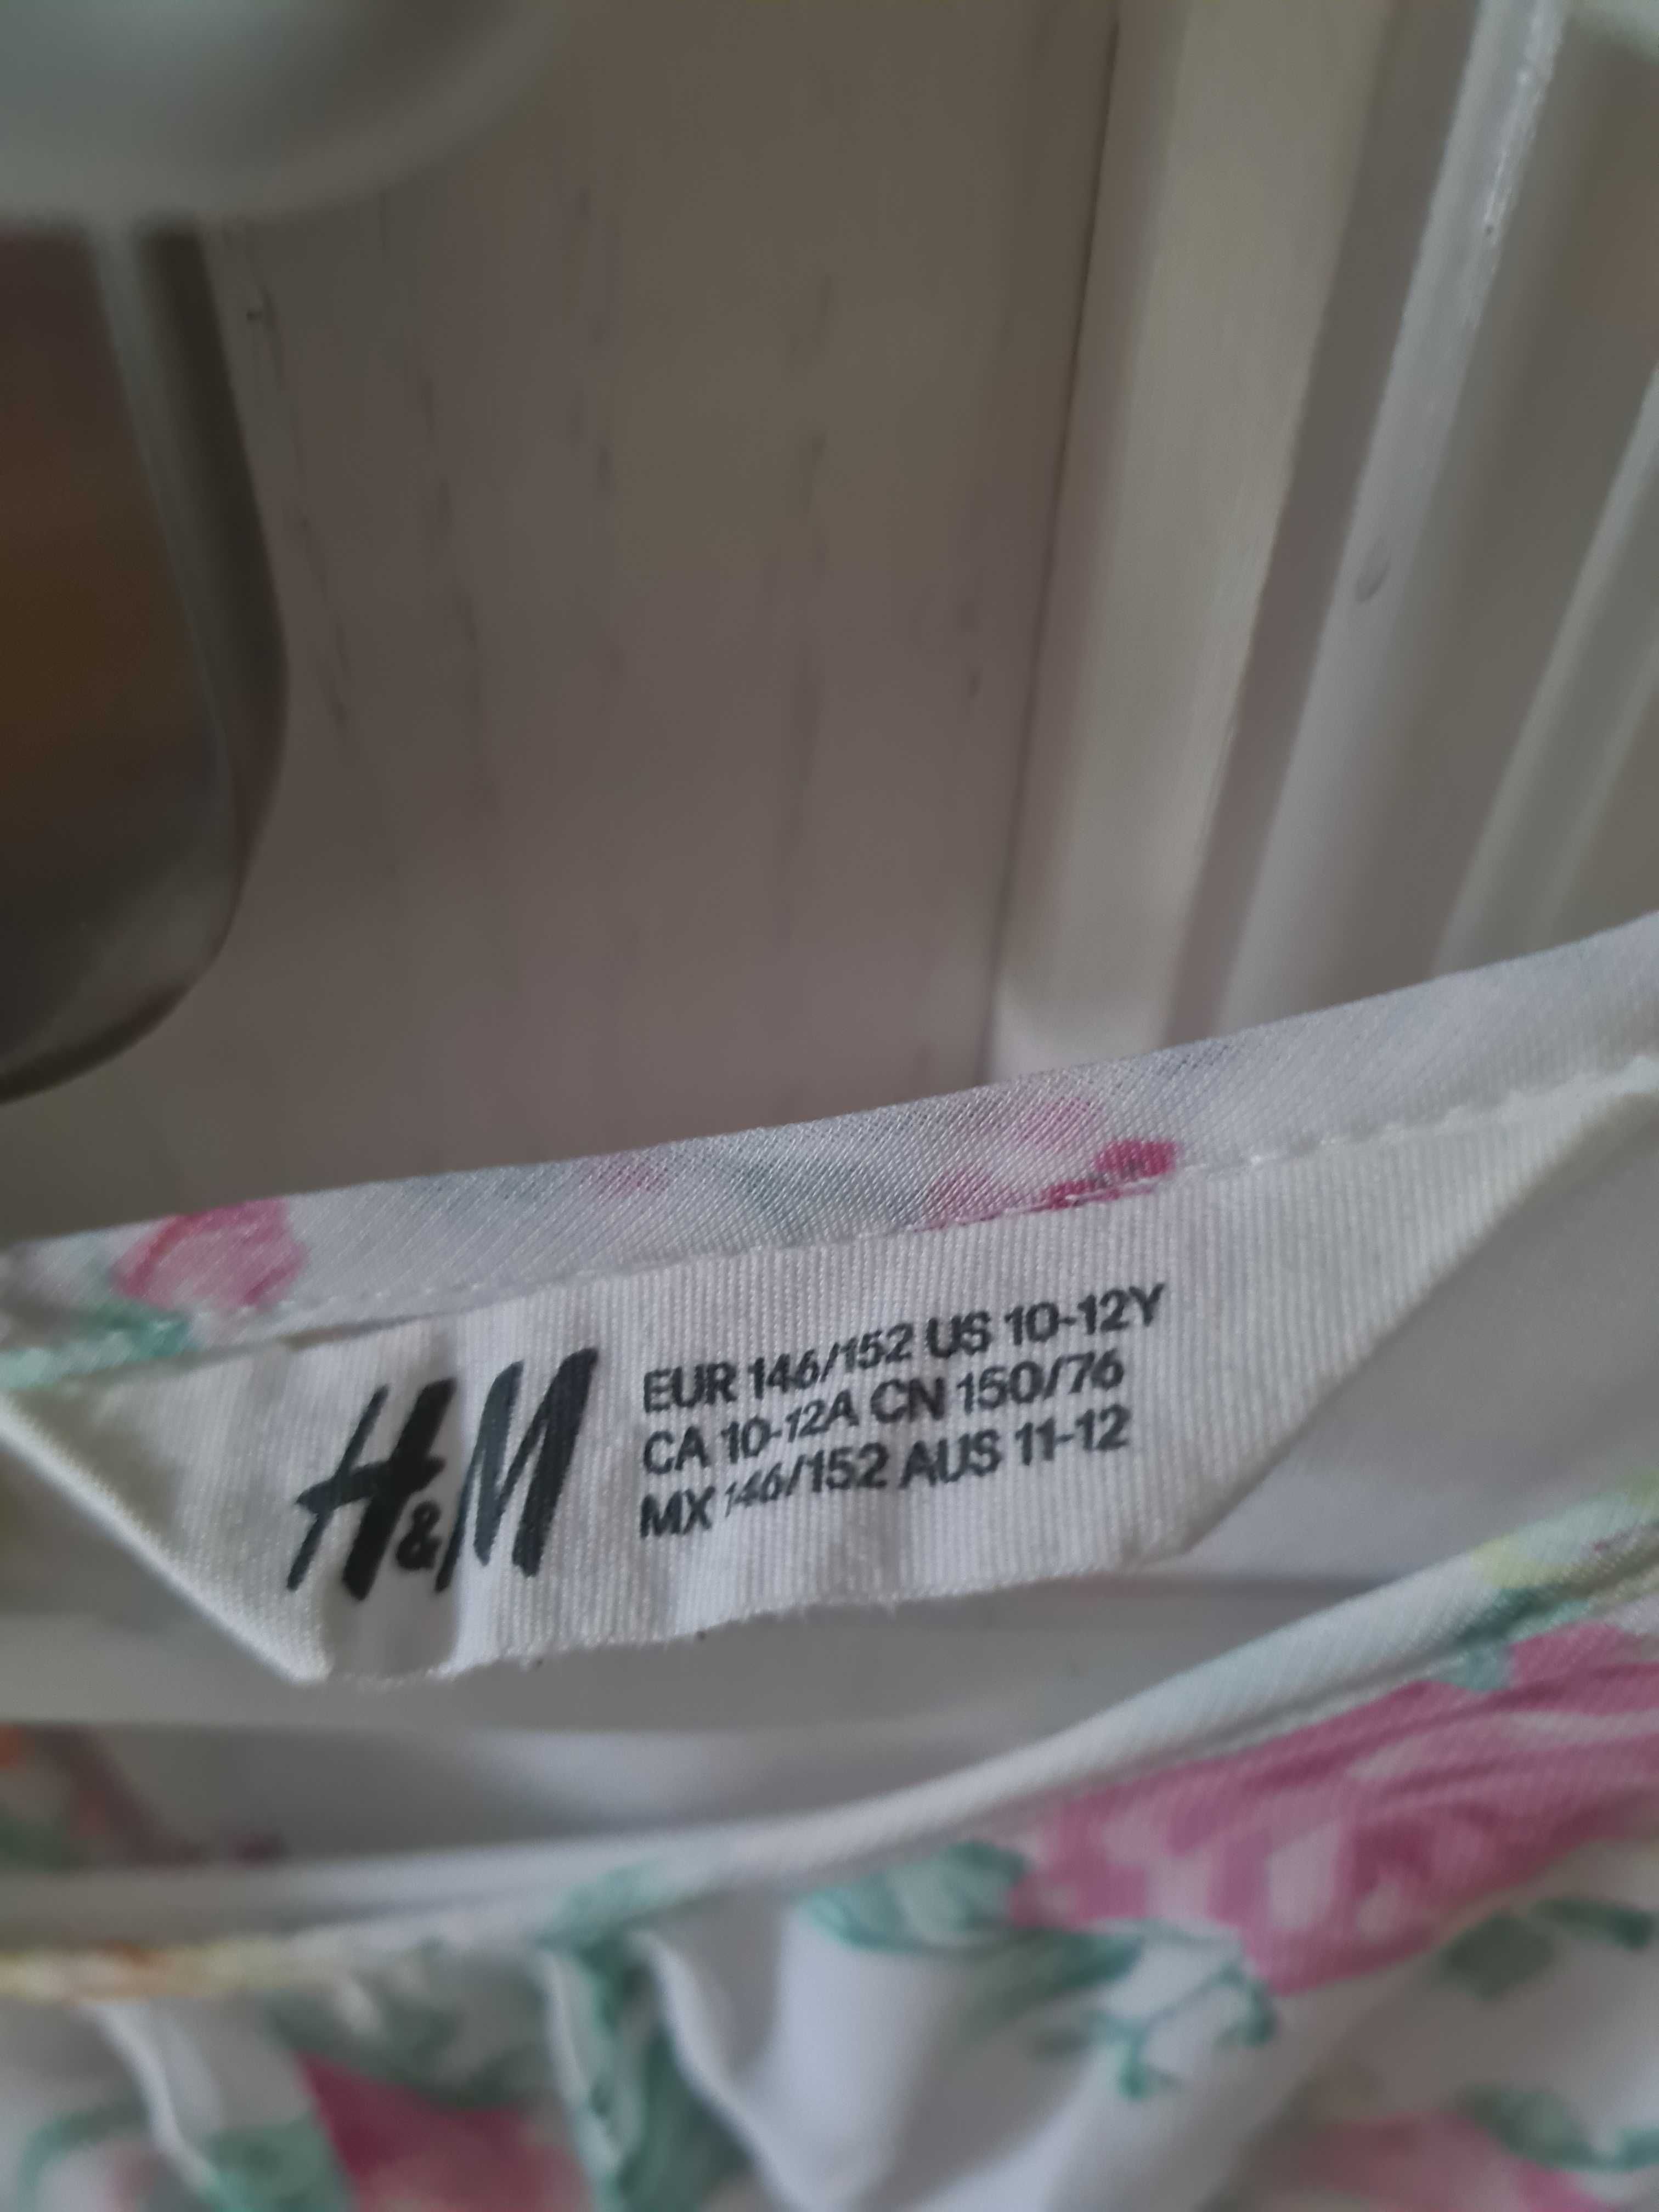 H&M
EUR 146/152 US 10-12Y
CA 10-12A CN 150/76
MX 146/152 AUS 11-12